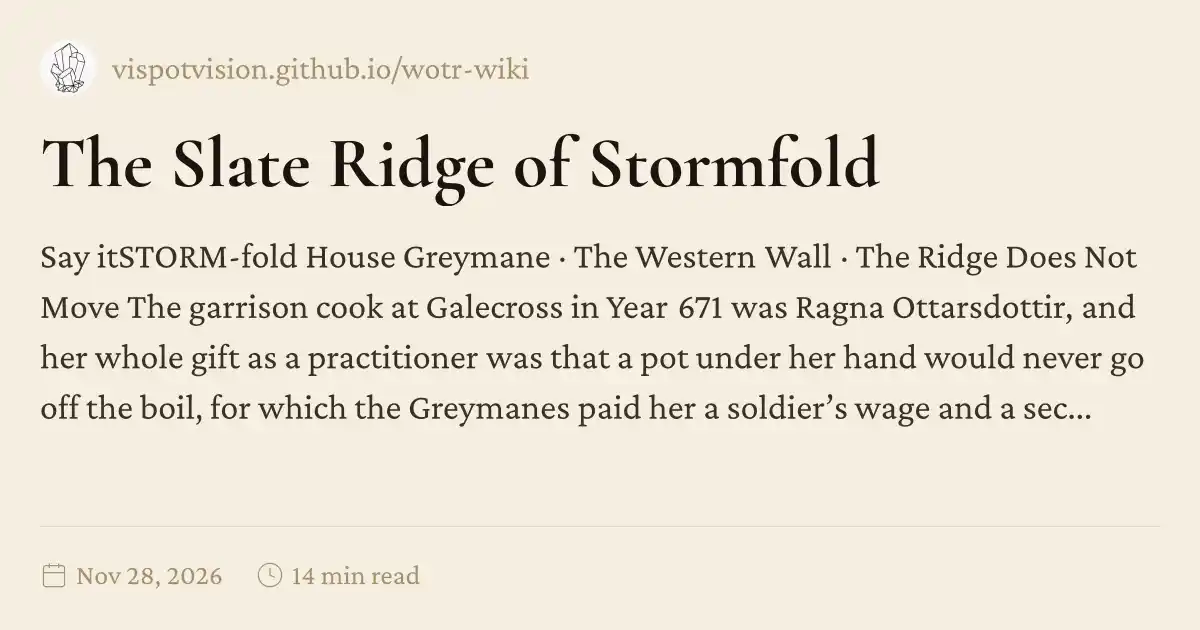 vispotvision.github.io/wotr-wiki
The Slate Ridge of Stormfold
Say itSTORM-fold House Greymane · The Western Wall · The Ridge Does Not
Move The garrison cook at Galecross in Year 671 was Ragna Ottarsdottir, and
her whole gift as a practitioner was that a pot under her hand would never go
off the boil, for which the Greymanes paid her a soldier’s wage and a sec...
Nov 28, 2026
14 min read